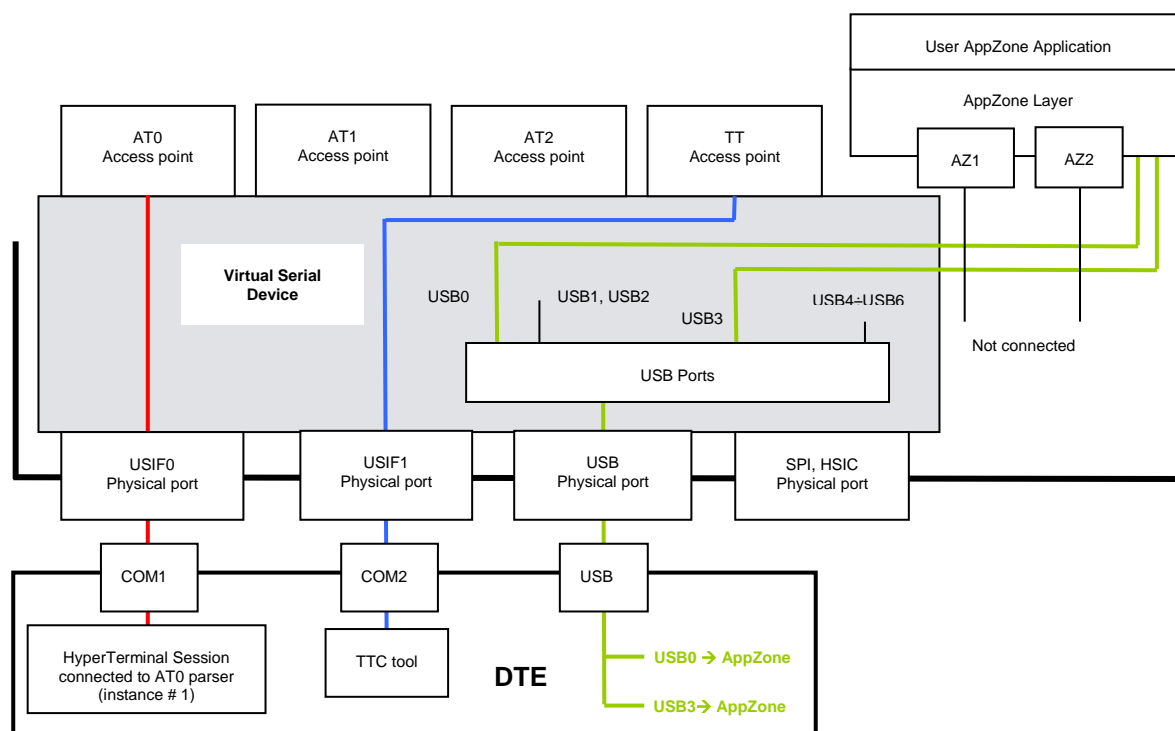 User AppZone Application
AppZone Layer
AT0
Access point
AT1
Access point
AT2
Access point
TT
Access point
AZ1
AZ2
Virtual Serial
Device
USB0
USB1, USB2
USB3
USB4÷USB6
Not connected
USB Ports
USIF0
Physical port
USIF1
Physical port
USB
Physical port
SPI, HSIC
Physical port
COM1
COM2
USB
HyperTerminal Session
connected to AT0 parser
(instance # 1)
TTC tool
DTE
USB0 → AppZone
USB3→ AppZone